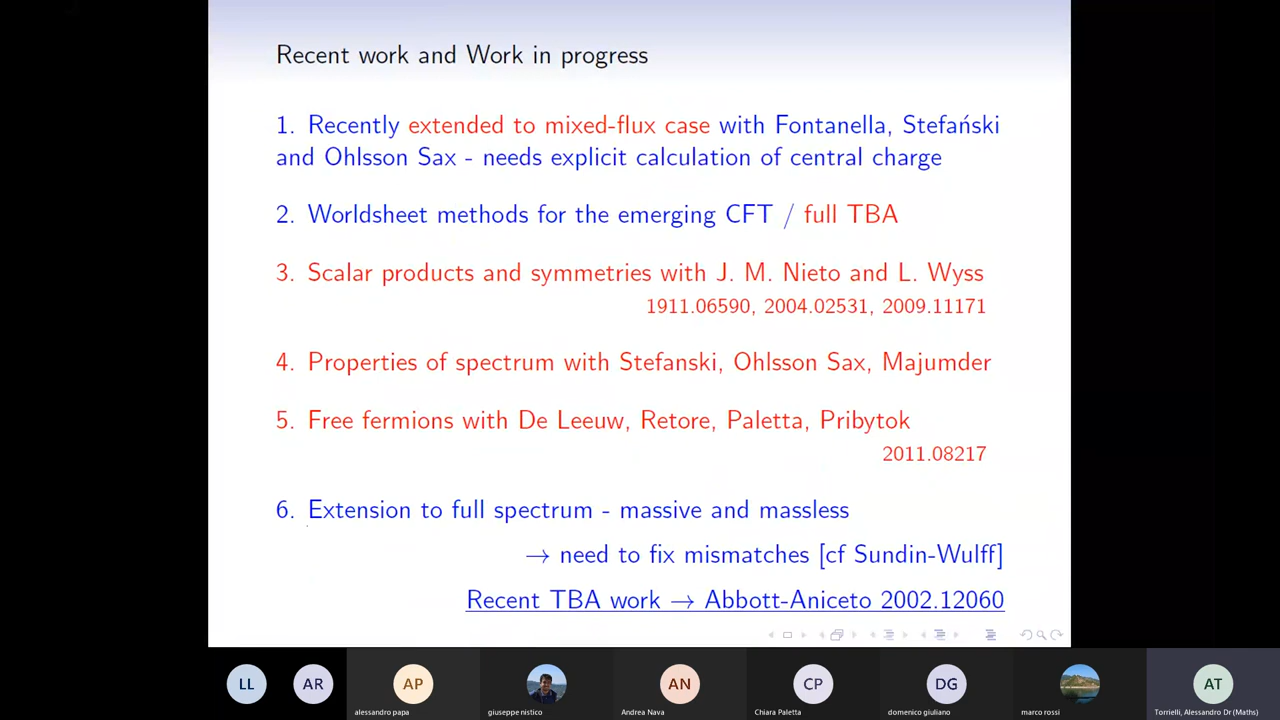 Recent work and Work in progress
1. Recently extended to mixed-flux case with Fontanella, Stefański
and Ohlsson Sax - needs explicit calculation of central charge
2. Worldsheet methods for the emerging CFT / full TBA
3. Scalar products and symmetries with J. M. Nieto and L. Wyss
1911.06590, 2004.02531, 2009.11171
4. Properties of spectrum with Stefanski, Ohlsson Sax, Majumder
5. Free fermions with De Leeuw, Retore, Paletta, Pribytok
2011.08217
6. Extension to full spectrum - massive and massless
→ need to fix mismatches [cf Sundin-Wulff]
Recent TBA work → Abbott-Aniceto 2002.12060
LL AR AP AN CP DG AT
alessandro papa giuseppe nistico Andrea Nava Chiara Paletta domenico giuliano marco rossi Torrielli, Alessandro Dr (Maths)